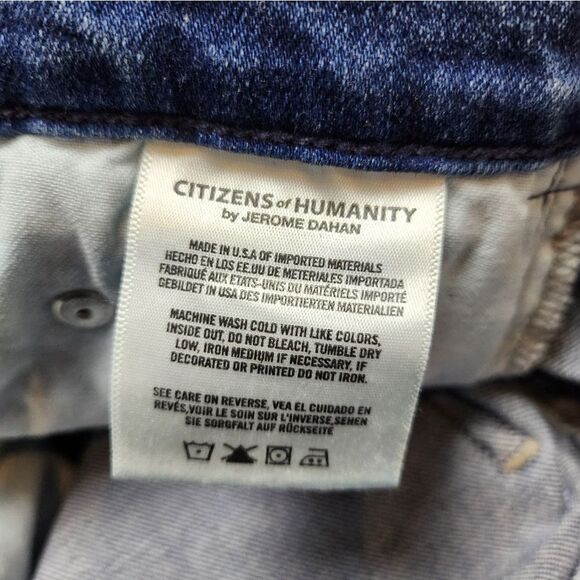 CITIZENS of HUMANITY
by JEROME DAHAN
MADE IN U.S.A OF IMPORTED MATERIALS
HECHO EN LOS EE.UU DE METERIALES IMPORTADA
FABRIQUÉ AUX ETATS-UNIS DU MATÉRIELS IMPORTÉ
GEBILDET IN USA DES IMPORTIERTEN MATERIALIEN
MACHINE WASH COLD WITH LIKE COLORS,
INSIDE OUT, DO NOT BLEACH, TUMBLE DRY
LOW, IRON MEDIUM IF NECESSARY, IF
DECORATED OR PRINTED DO NOT IRON.
SEE CARE ON REVERSE, VEA EL CUIDADO EN
REVÉS,VOIR LE SOIN SUR L'INVERSE,SEHEN
SIE SORGFALT AUF RÜCKSEITE